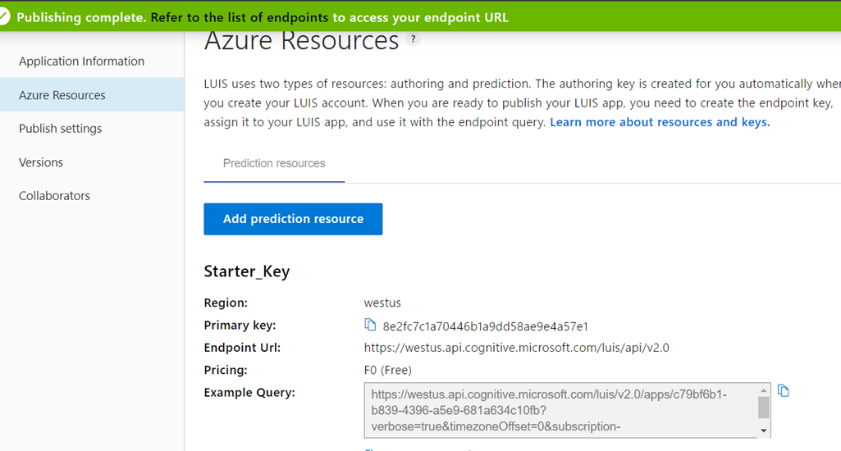 Publishing complete. Refer to the list of endpoints to access your endpoint URL
Azure Resources ?
Application Information
Azure Resources
Publish settings
Versions
Collaborators
LUIS uses two types of resources: authoring and prediction. The authoring key is created for you automatically when
you create your LUIS account. When you are ready to publish your LUIS app, you need to create the endpoint key,
assign it to your LUIS app, and use it with the endpoint query. Learn more about resources and keys.
Prediction resources
Add prediction resource
Starter_Key
Region: westus
Primary key: 8e2fc7c1a70446b1a9dd58ae9e4a57e1
Endpoint Url: https://westus.api.cognitive.microsoft.com/luis/api/v2.0
Pricing: F0 (Free)
Example Query: https://westus.api.cognitive.microsoft.com/luis/v2.0/apps/c79bf6b1-
b839-4396-a5e9-681a634c10fb?
verbose=true&timezoneOffset=0&subscription-